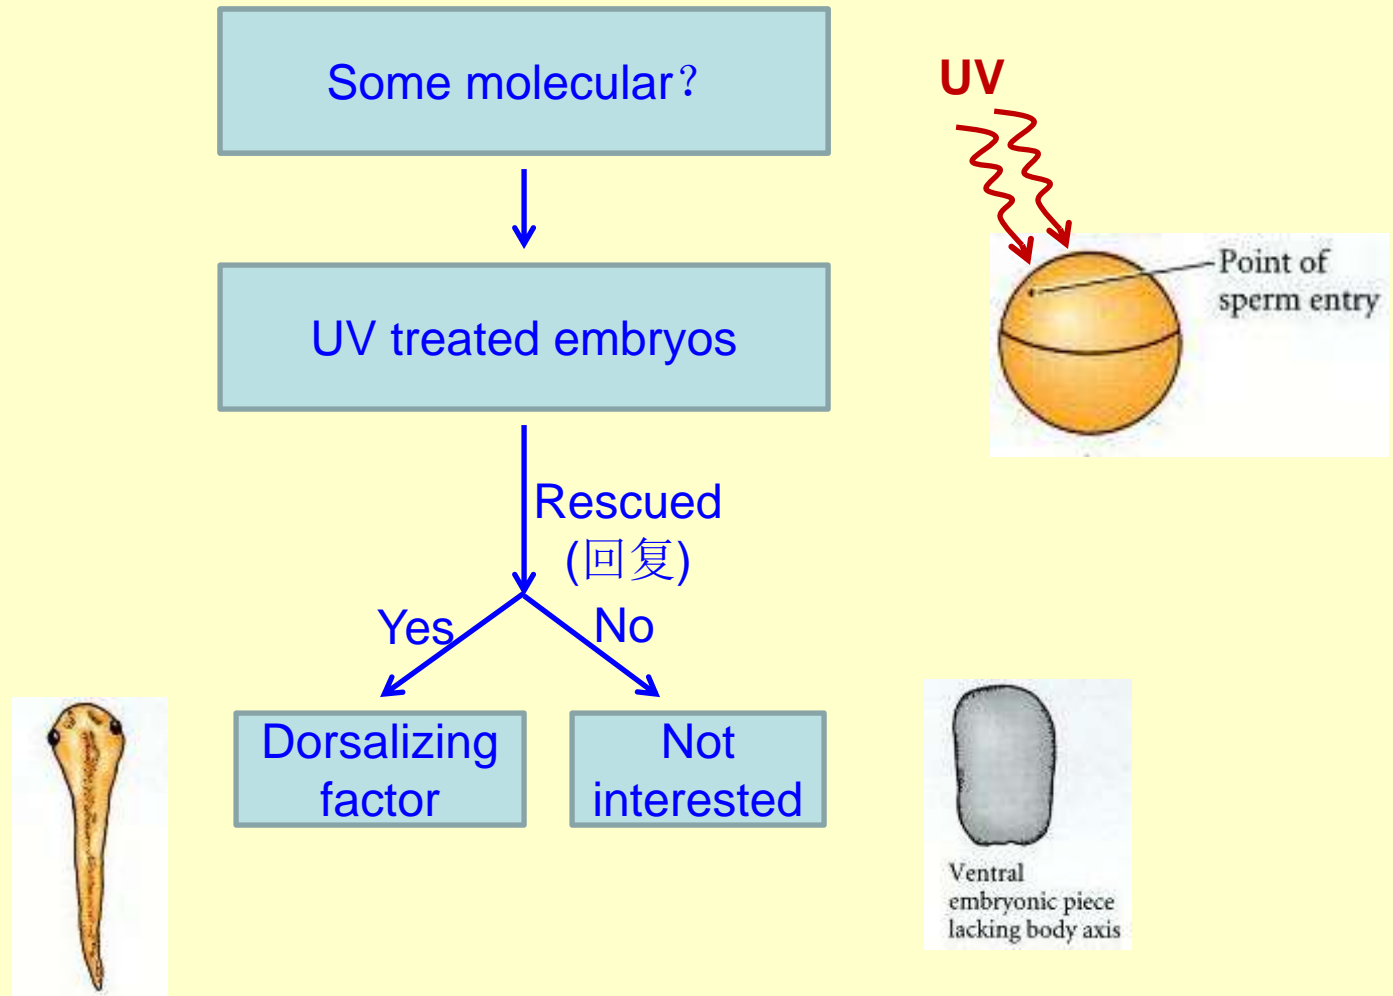 Some molecular？
UV
Point of
sperm entry
UV treated embryos
Rescued
(回复)
Yes
No
Dorsalizing
factor
Not
interested
Ventral
embryonic piece
lacking body axis